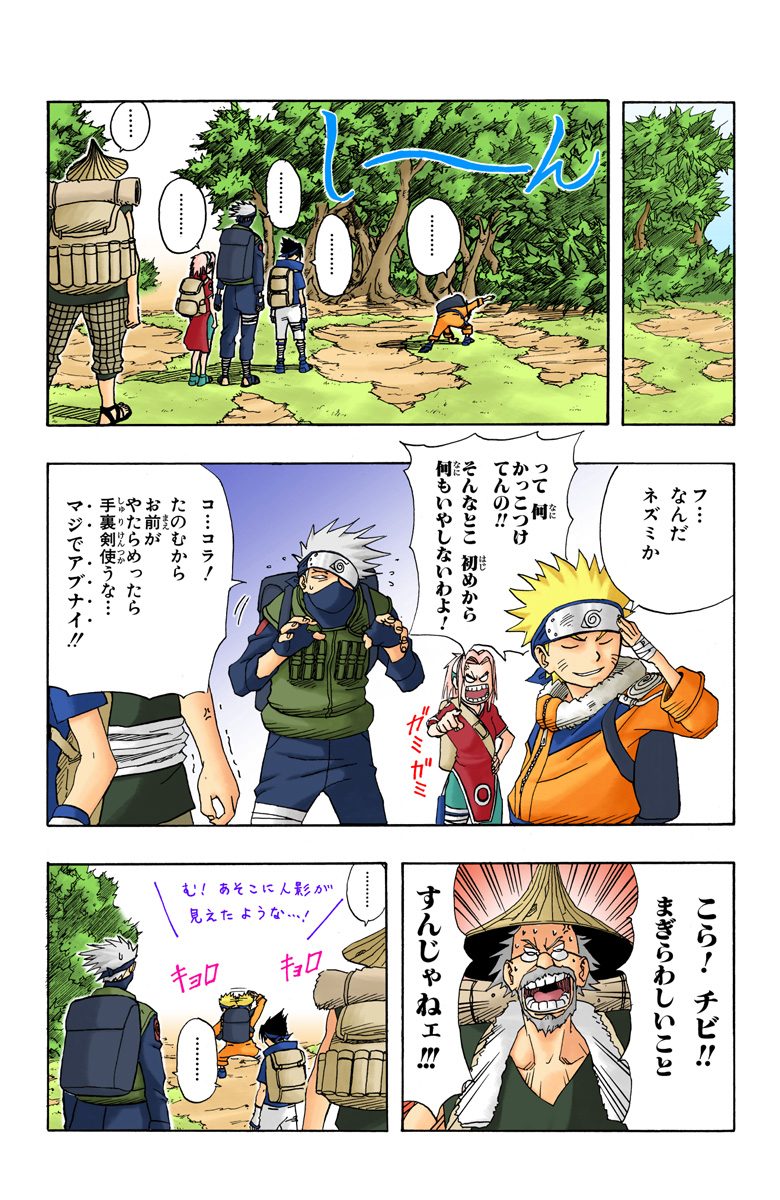 しーん
………
………
………
………
………
フ…
なんだ
ネズミか
って 何
かっこつけ
てんの!!
そんなとこ 初めから
何もいやしないわよ!
ガミガミ
コ…コラ!
たのむから
お前が
やたらめったら
手裏剣使うな…
マジでアブナイ!!
こら! チビ!!
まぎらわしいこと
すんじゃねェ!!!
………
む! あそこに人影が
見えたような…!
キョロ
キョロ
………